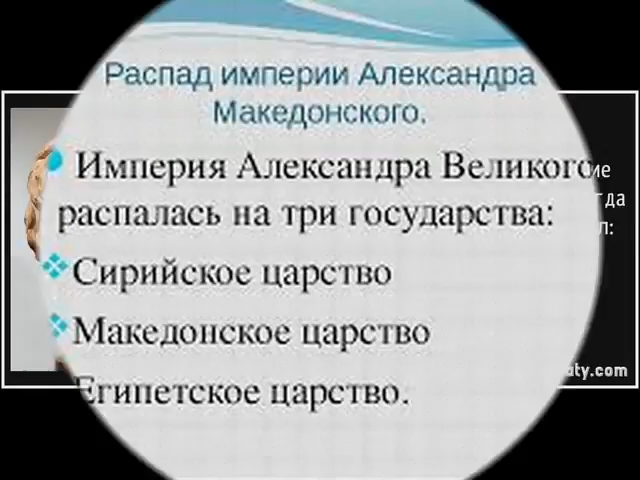 Распад империи Александра
Македонского.
Империя Александра Великого
распалась на три государства:
Сирийское царство
Македонское царство
Египетское царство.